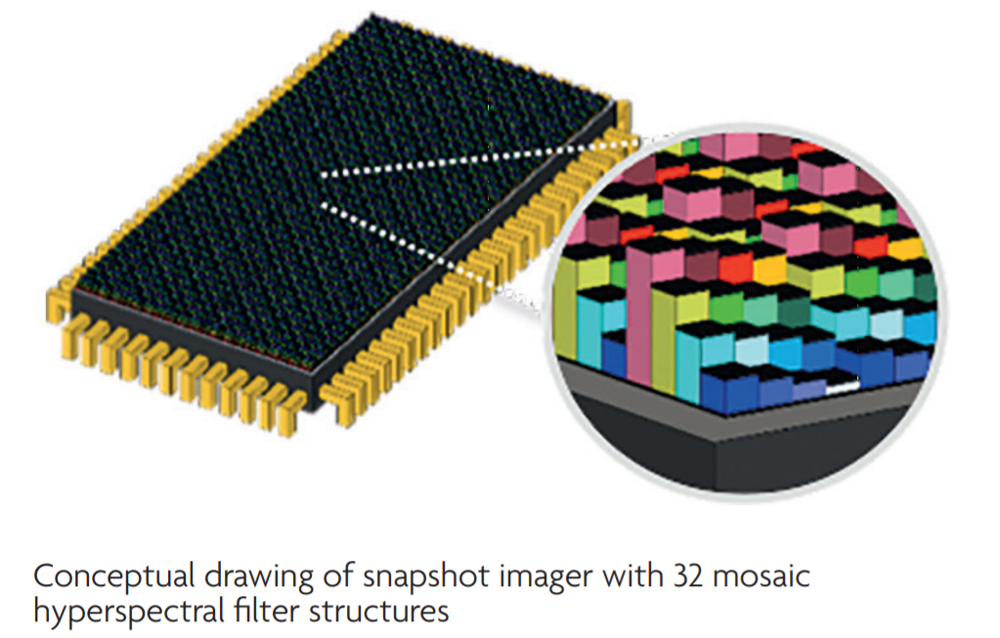 Conceptual drawing of snapshot imager with 32 mosaic
hyperspectral filter structures